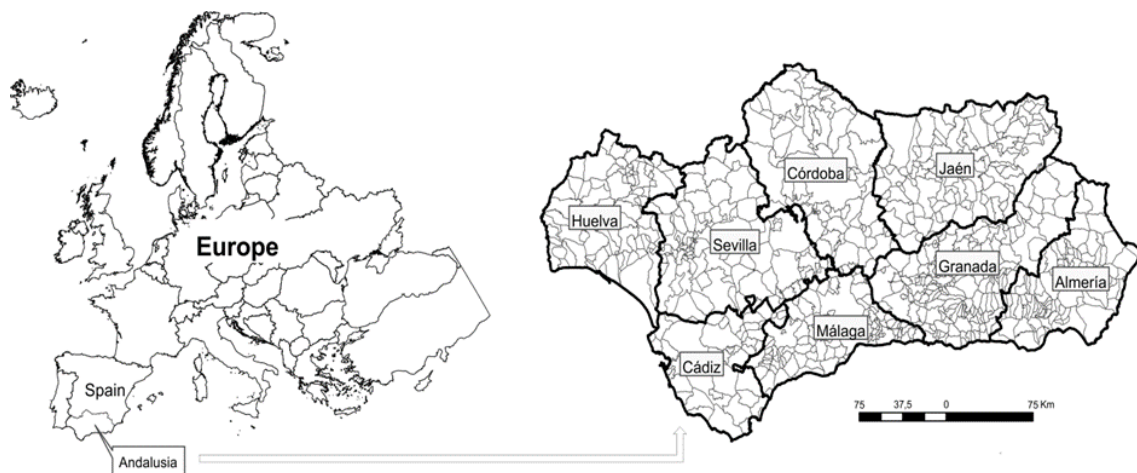 Europe
Spain
Andalusia
Huelva
Sevilla
Córdoba
Jaén
Granada
Almería
Málaga
Cádiz
75 37,5 0 75 Km